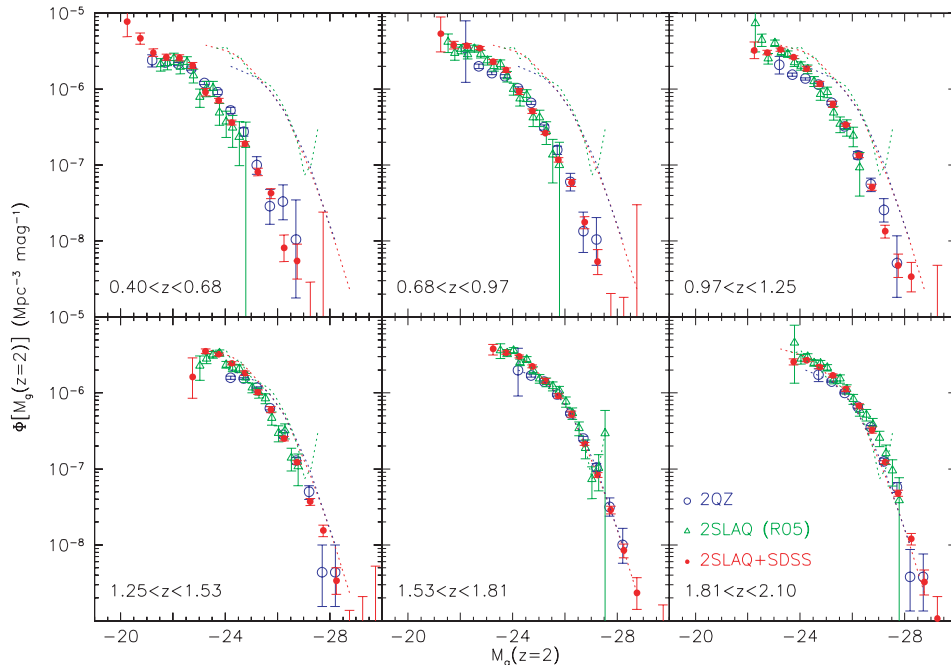 10⁻⁵
10⁻⁶
10⁻⁷
10⁻⁸
0.40<z<0.68
0.68<z<0.97
0.97<z<1.25
10⁻⁵
10⁻⁶
10⁻⁷
10⁻⁸
Φ[M_g(z=2)] (Mpc⁻³ mag⁻¹)
2QZ
2SLAQ (R05)
2SLAQ+SDSS
1.25<z<1.53
1.53<z<1.81
1.81<z<2.10
−20 −24 −28 −20 −24 −28 −20 −24 −28
M_g(z=2)